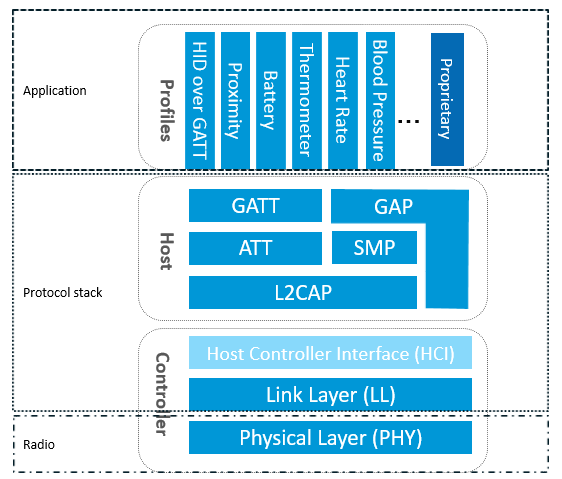 Application
Profiles
HID over GATT
Proximity
Battery
Thermometer
Heart Rate
Blood Pressure
...
Proprietary
Protocol stack
Host
GATT
GAP
ATT
SMP
L2CAP
Controller
Host Controller Interface (HCI)
Link Layer (LL)
Radio
Physical Layer (PHY)